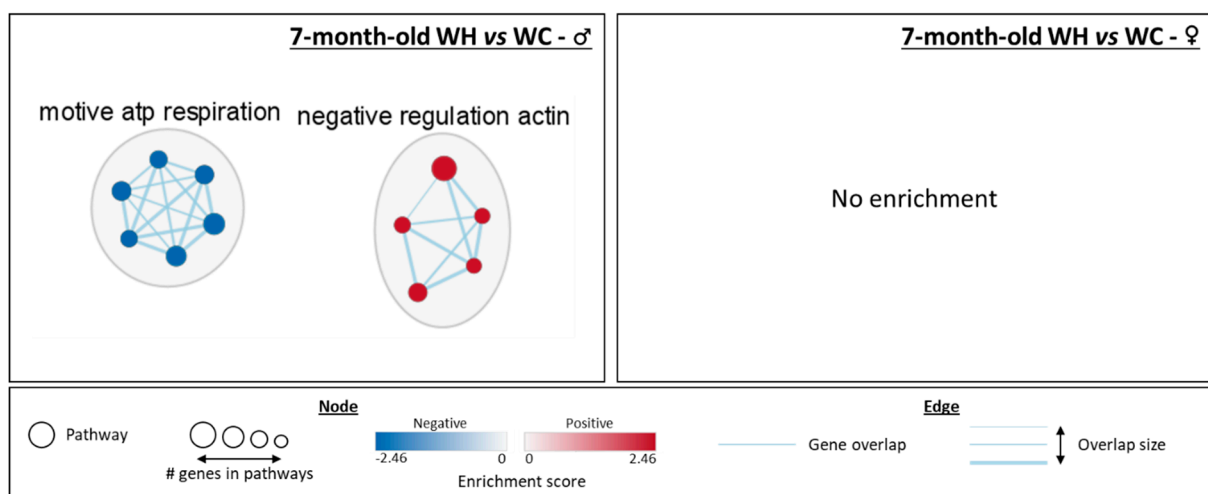 7-month-old WH vs WC - ♂
motive atp respiration
negative regulation actin
7-month-old WH vs WC - ♀
No enrichment
Node
Pathway
# genes in pathways
Negative
-2.46
0
Positive
0
2.46
Enrichment score
Edge
Gene overlap
Overlap size